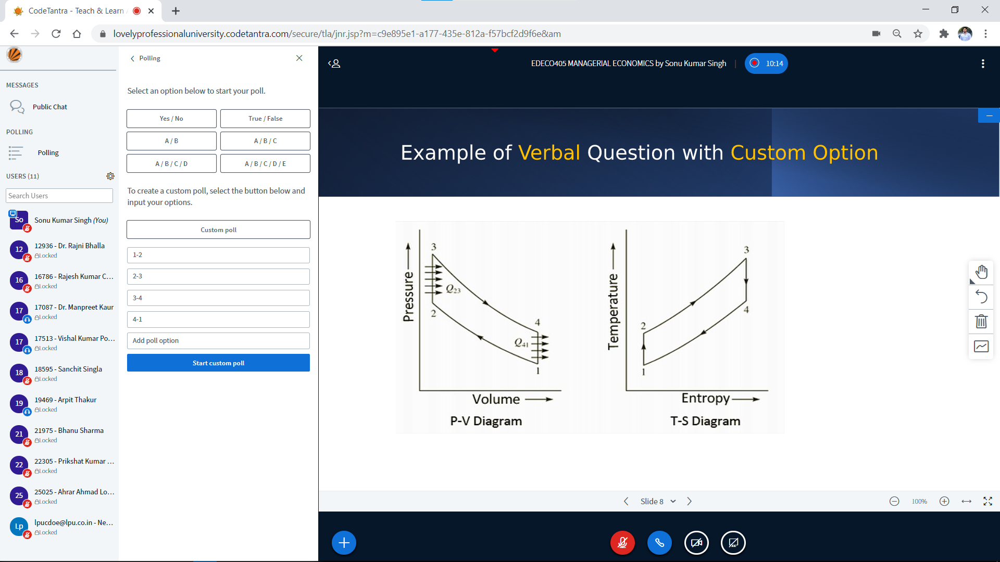 CodeTantra - Teach & Learn
lovelyprofessionaluniversity.codetantra.com/secure/tla/jnr.jsp?m=c9e895e1-a177-435e-812a-f57bcf2d9f6e&am
MESSAGES
Public Chat
POLLING
Polling
USERS (11)
Search Users
So
Sonu Kumar Singh (You)
12
12936 - Dr. Rajni Bhalla
Locked
16
16786 - Rajesh Kumar C...
Locked
17
17087 - Dr. Manpreet Kaur
Locked
17
17513 - Vishal Kumar Po...
Locked
18
18595 - Sanchit Singla
Locked
19
19469 - Arpit Thakur
Locked
21
21975 - Bhanu Sharma
Locked
22
22305 - Prikshat Kumar ...
Locked
25
25025 - Ahrar Ahmad Lo...
Locked
Lp
lpucdoe@lpu.co.in - Ne...
Locked
Polling
Select an option below to start your poll.
Yes / No
True / False
A / B
A / B / C
A / B / C / D
A / B / C / D / E
To create a custom poll, select the button below and
input your options.
Custom poll
1-2
2-3
3-4
4-1
Add poll option
Start custom poll
EDECO405 MANAGERIAL ECONOMICS by Sonu Kumar Singh
10:14
Example of Verbal Question with Custom Option
Pressure
3
Q23
2
4
Q41
1
Volume
P-V Diagram
Temperature
3
4
2
1
Entropy
T-S Diagram
Slide 8
100%